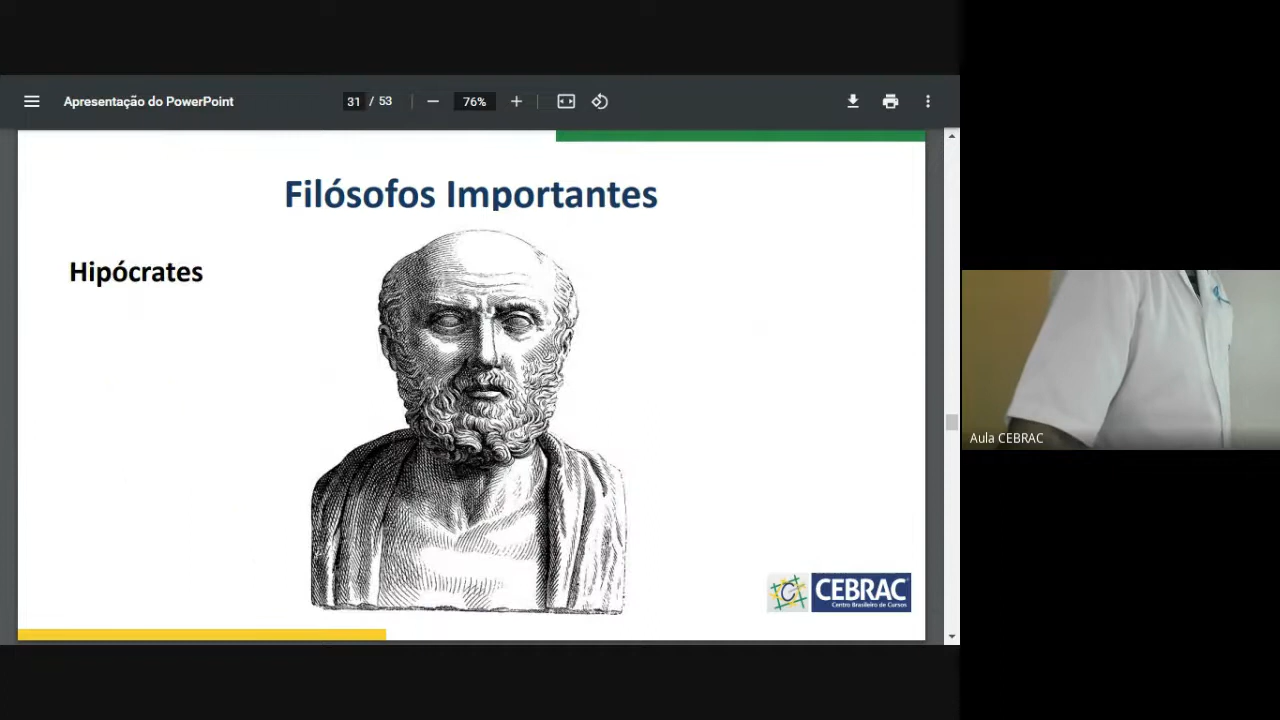 Apresentação do PowerPoint
31 / 53
76%
Filósofos Importantes
Hipócrates
CEBRAC
Centro Brasileiro de Cursos
Aula CEBRAC